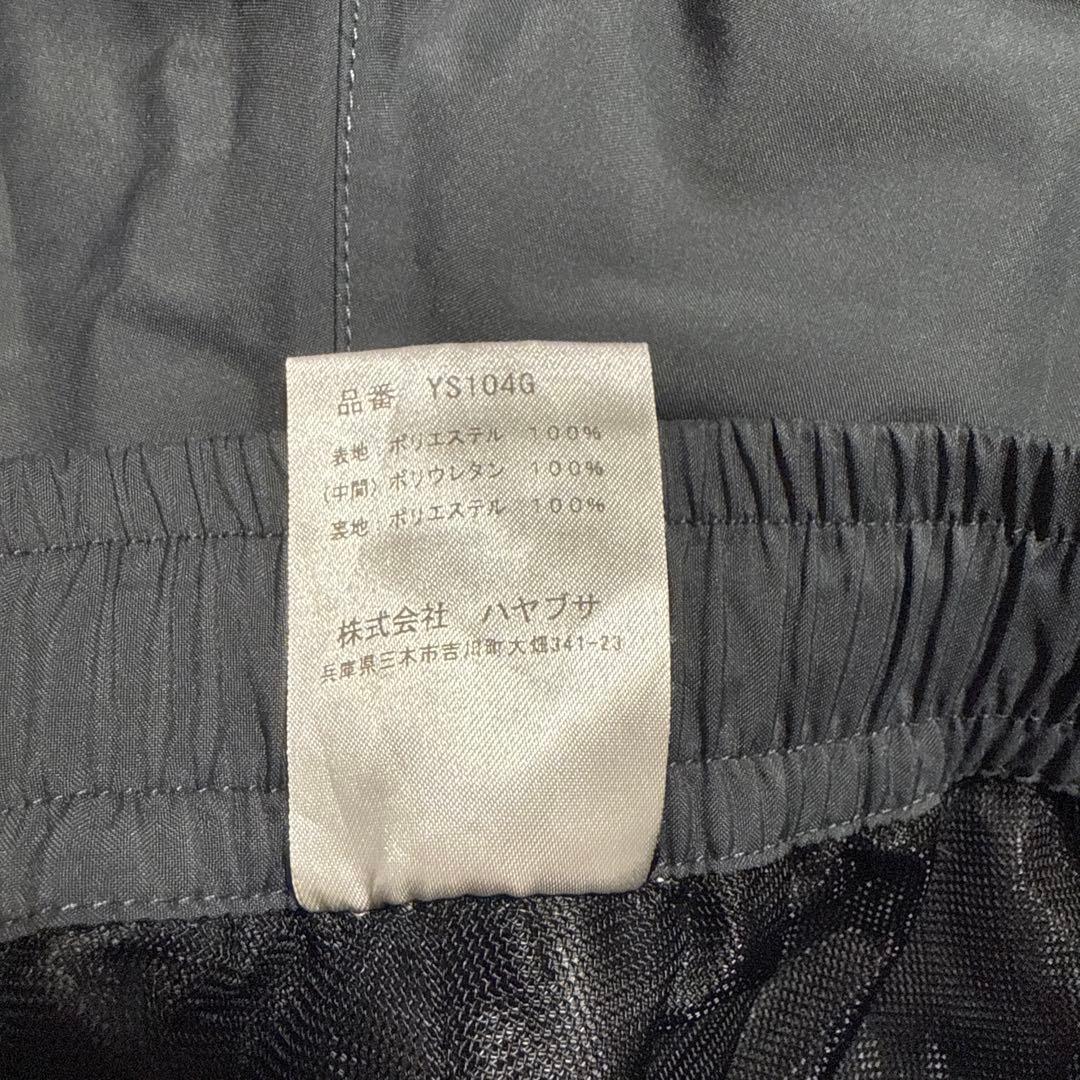 品番 YS104G
表地：ポリエステル 100%
(中間) ポリウレタン 100%
裏地：ポリエステル 100%
株式会社 ハヤブサ
兵庫県三木市吉川町大畑341-23